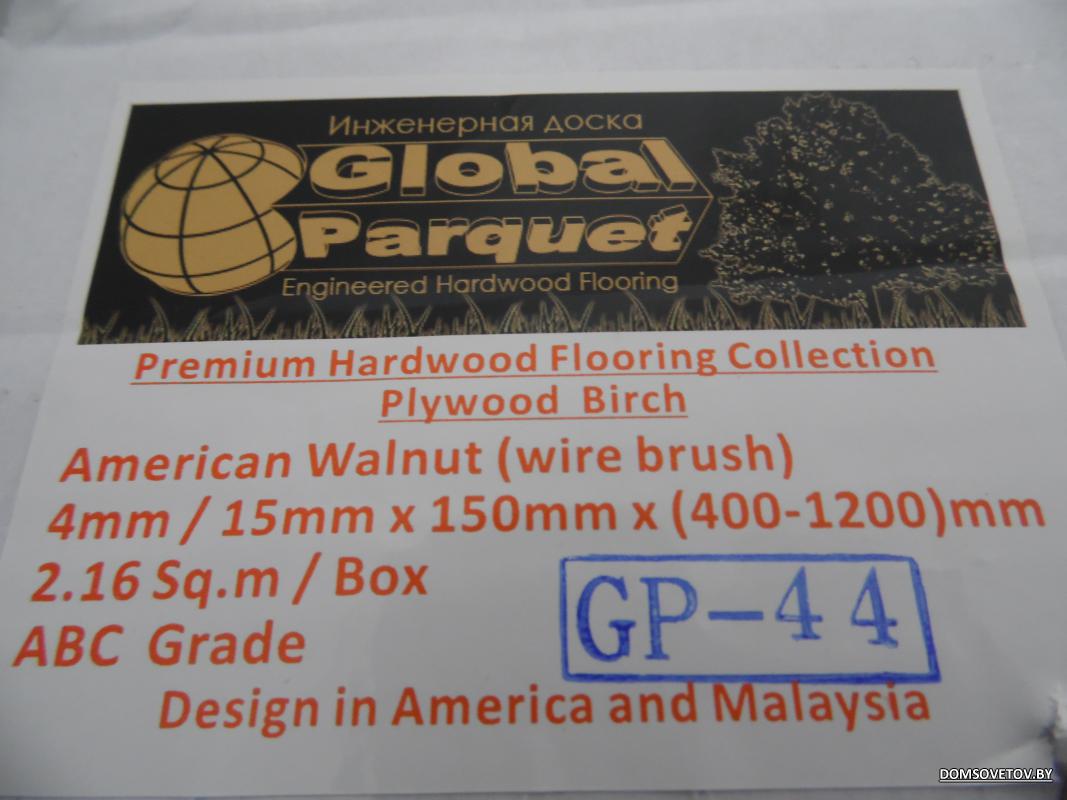 Инженерная доска
Global
Parquet
Engineered Hardwood Flooring
Premium Hardwood Flooring Collection
Plywood Birch
American Walnut (wire brush)
4mm / 15mm x 150mm x (400-1200)mm
2.16 Sq.m / Box
GP-44
ABC Grade
Design in America and Malaysia
DOMSOVETOV.BY